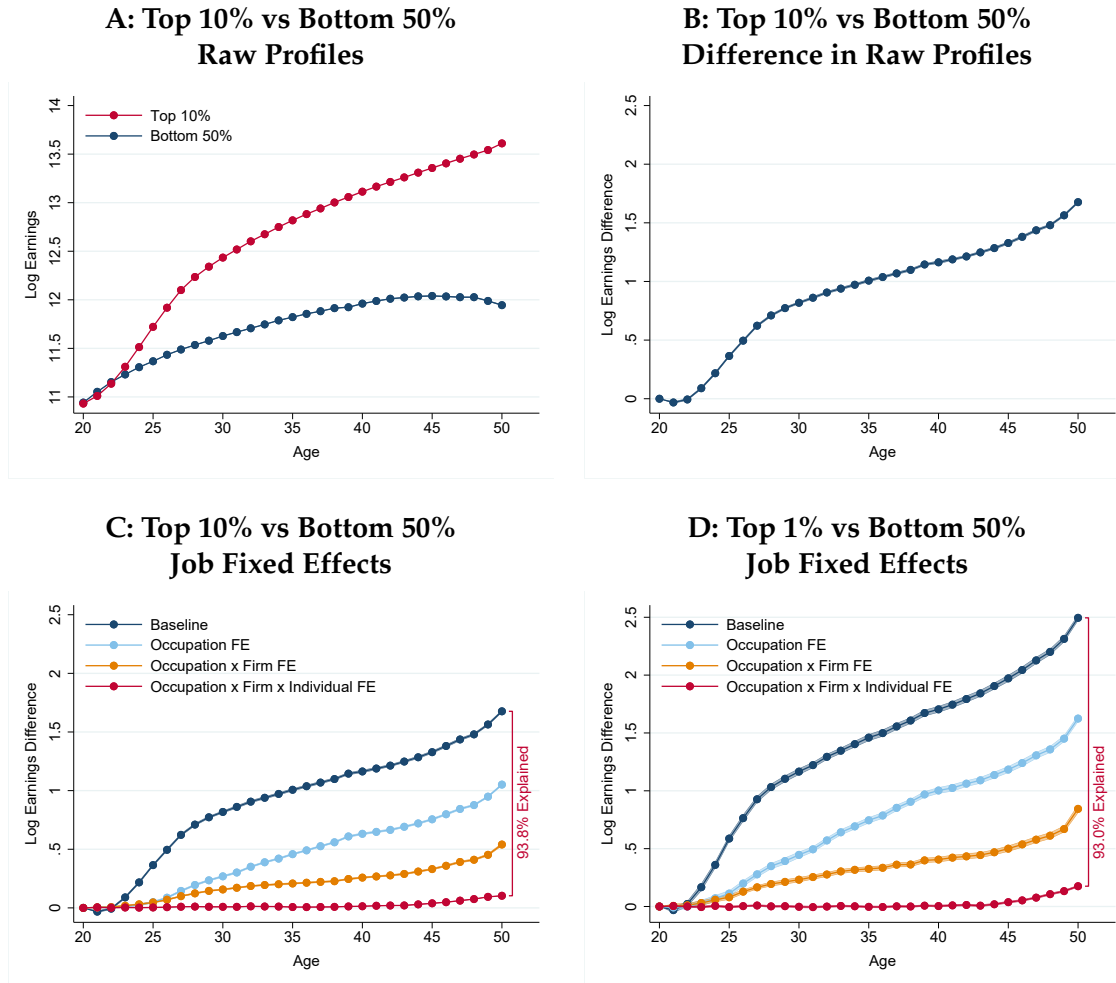 A: Top 10% vs Bottom 50%
Raw Profiles
14
13.5
13
12.5
12
11.5
11
Log Earnings
Top 10%
Bottom 50%
20 25 30 35 40 45 50
Age
B: Top 10% vs Bottom 50%
Difference in Raw Profiles
2.5
2
1.5
1
.5
0
Log Earnings Difference
20 25 30 35 40 45 50
Age
C: Top 10% vs Bottom 50%
Job Fixed Effects
2.5
2
1.5
1
.5
0
Log Earnings Difference
Baseline
Occupation FE
Occupation x Firm FE
Occupation x Firm x Individual FE
93.8% Explained
20 25 30 35 40 45 50
Age
D: Top 1% vs Bottom 50%
Job Fixed Effects
2.5
2
1.5
1
.5
0
Log Earnings Difference
Baseline
Occupation FE
Occupation x Firm FE
Occupation x Firm x Individual FE
93.0% Explained
20 25 30 35 40 45 50
Age